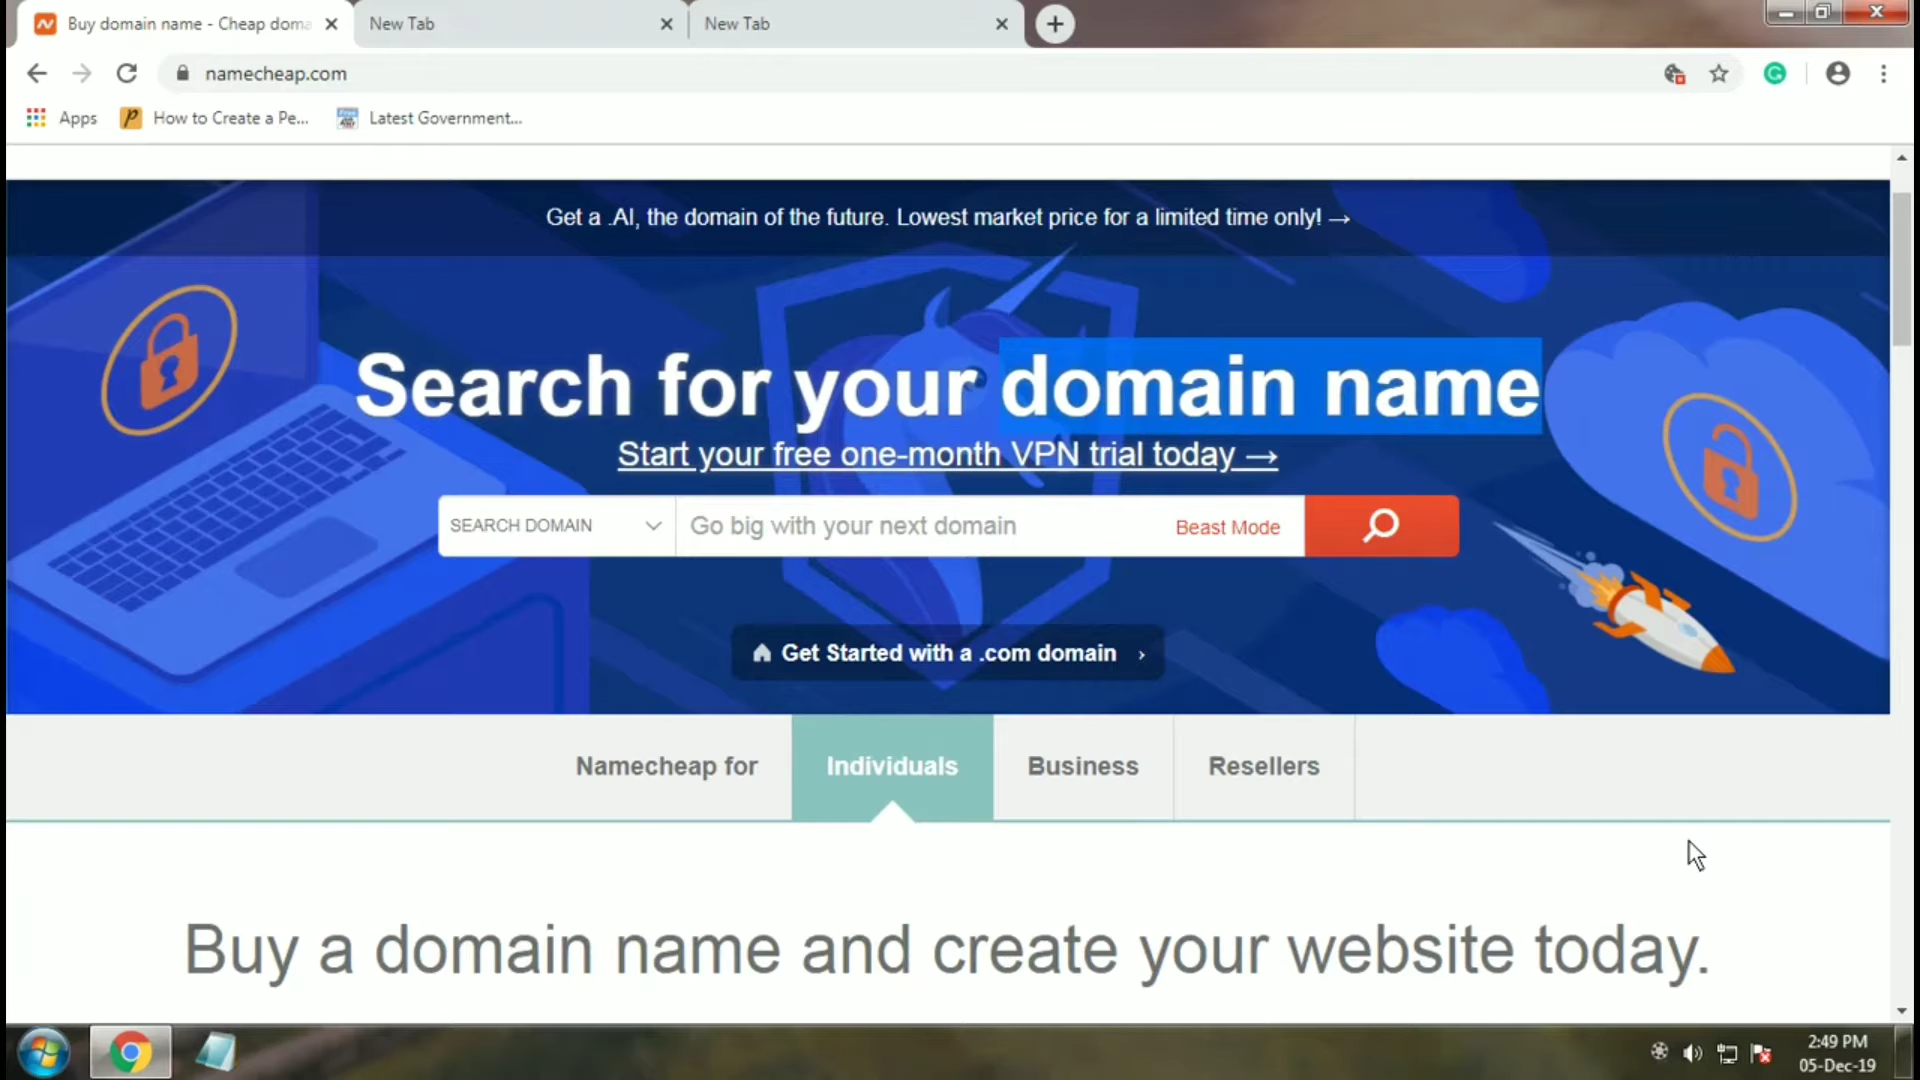 Buy domain name - Cheap doma
New Tab
New Tab
namecheap.com
Apps
How to Create a Pe...
Latest Government...
Get a .AI, the domain of the future. Lowest market price for a limited time only! →
Search for your domain name
Start your free one-month VPN trial today →
SEARCH DOMAIN
Go big with your next domain
Beast Mode
Get Started with a .com domain ›
Namecheap for
Individuals
Business
Resellers
Buy a domain name and create your website today.
2:49 PM
05-Dec-19